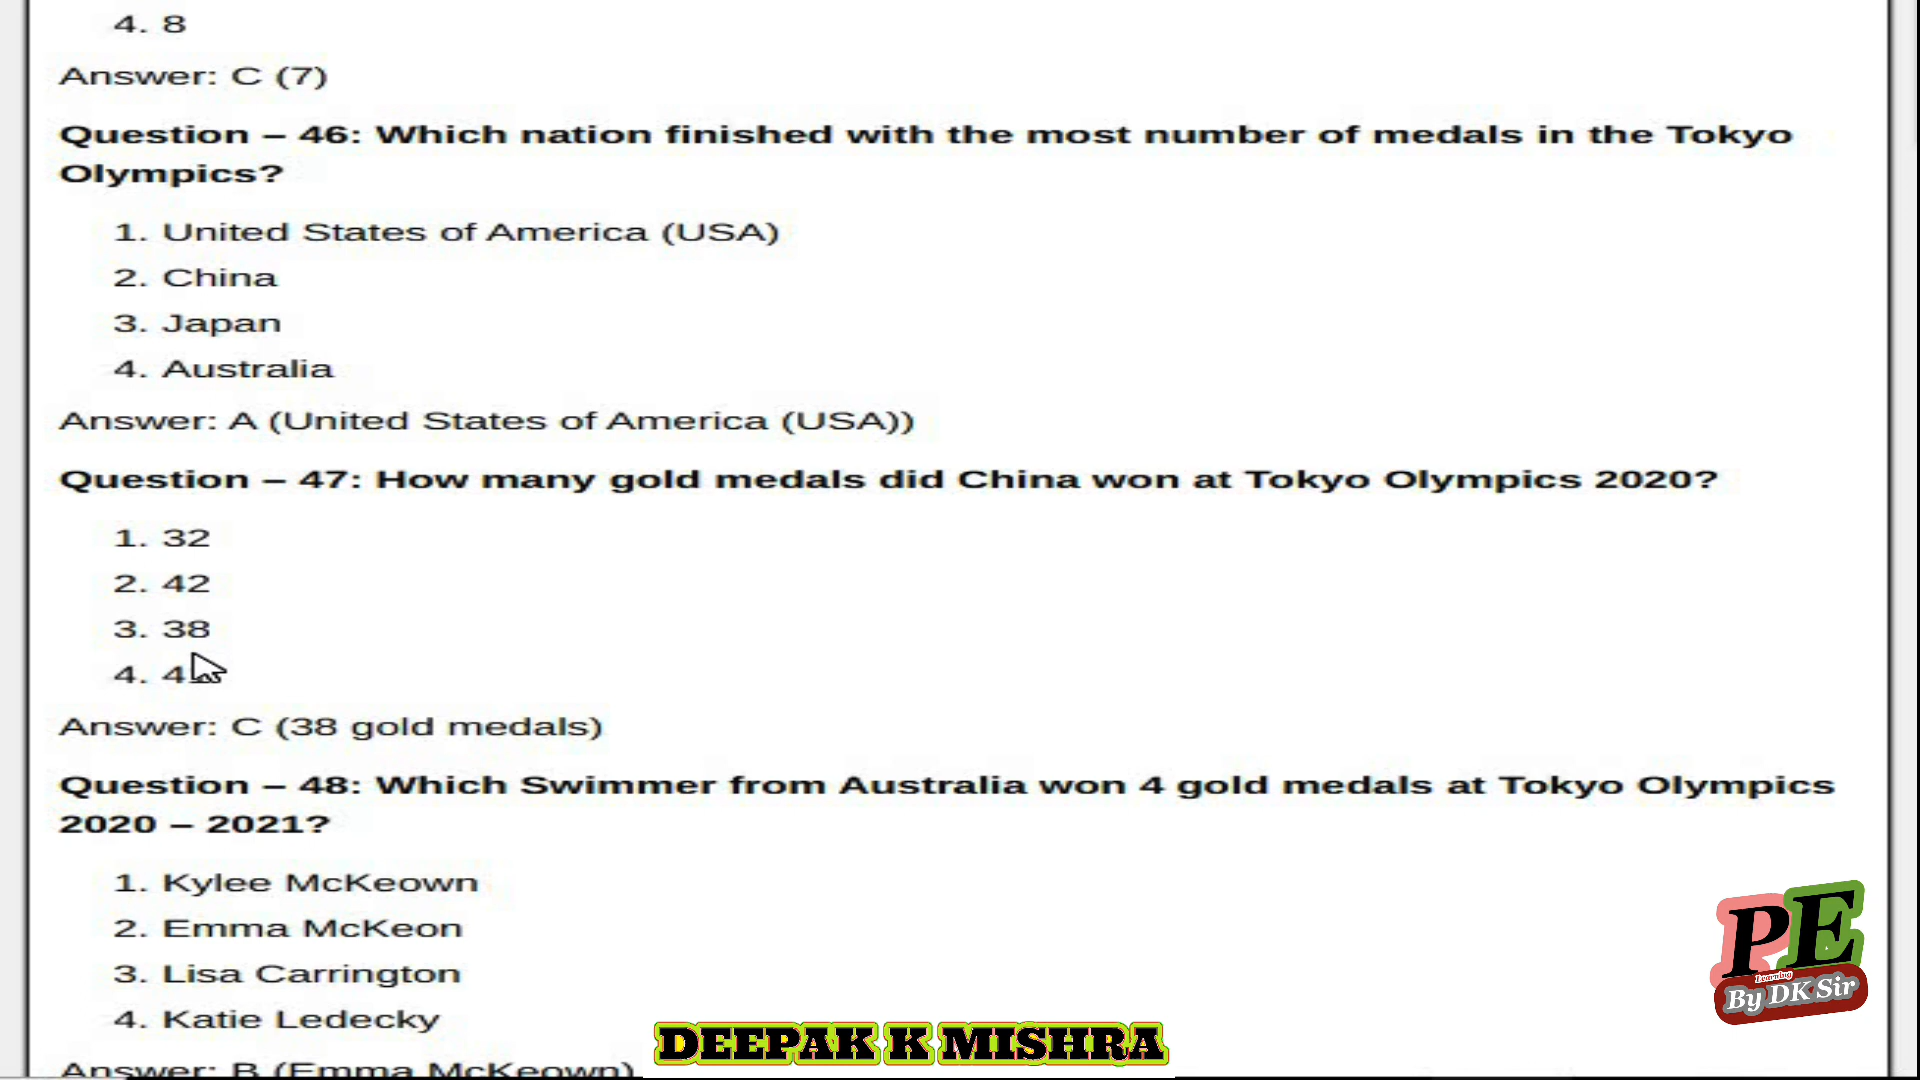 4. 8
Answer: C (7)
Question – 46: Which nation finished with the most number of medals in the Tokyo
Olympics?
1. United States of America (USA)
2. China
3. Japan
4. Australia
Answer: A (United States of America (USA))
Question – 47: How many gold medals did China won at Tokyo Olympics 2020?
1. 32
2. 42
3. 38
4.
Answer: C (38 gold medals)
Question – 48: Which Swimmer from Australia won 4 gold medals at Tokyo Olympics
2020 – 2021?
1. Kylee McKeown
2. Emma McKeon
3. Lisa Carrington
4. Katie Ledecky
Answer: B (Emma McKeown)
PE
Learning
By DK Sir
DEEPAK K MISHRA